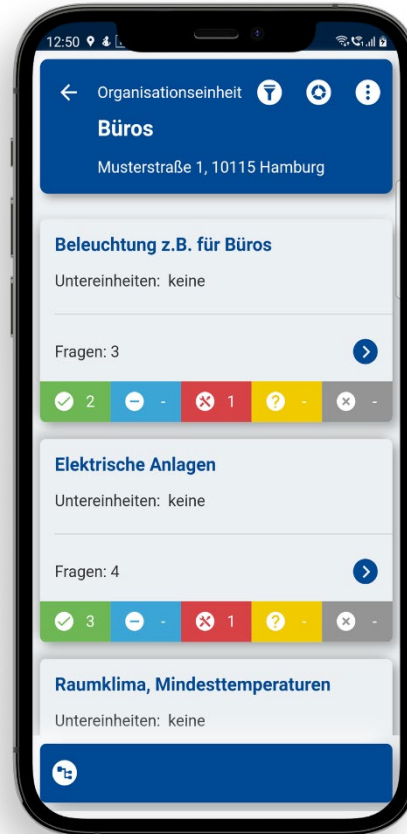 12:50
Organisationseinheit
Büros
Musterstraße 1, 10115 Hamburg
Beleuchtung z.B. für Büros
Untereinheiten: keine
Fragen: 3
2 - 1 - -
Elektrische Anlagen
Untereinheiten: keine
Fragen: 4
3 - 1 - -
Raumklima, Mindesttemperaturen
Untereinheiten: keine